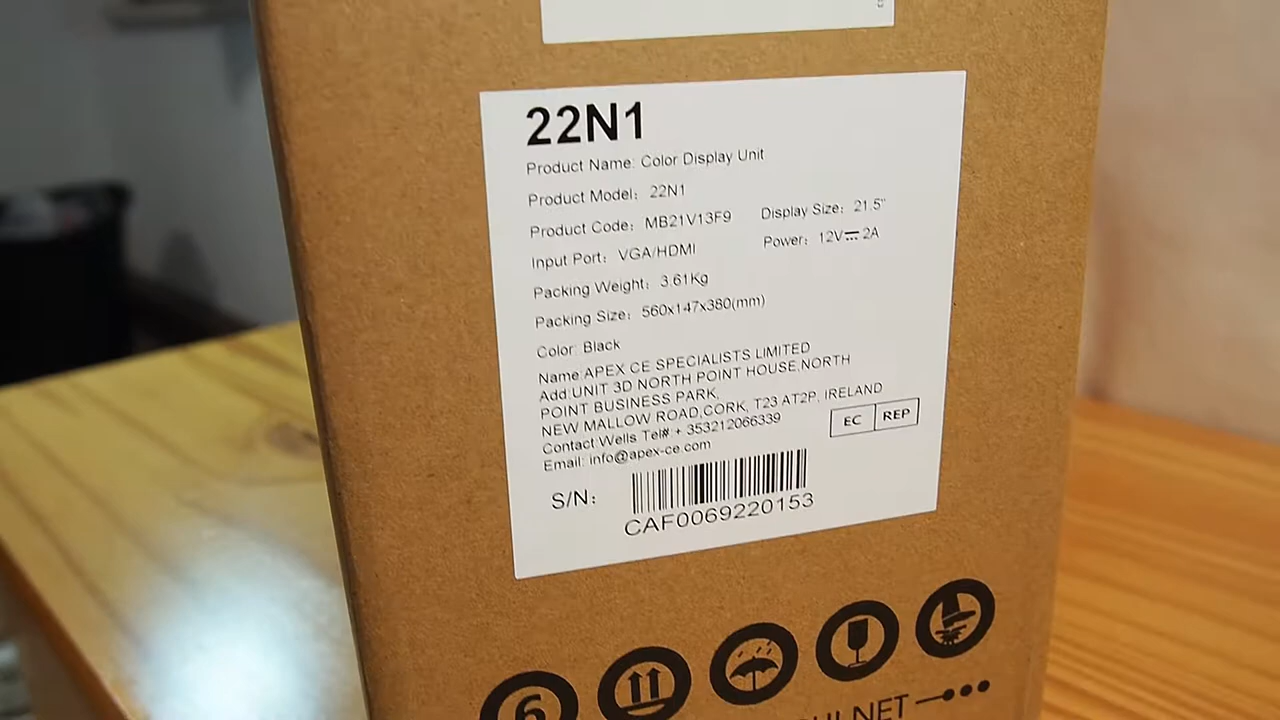 22N1
Product Name: Color Display Unit
Product Model: 22N1
Product Code: MB21V13F9 Display Size: 21.5"
Input Port: VGA/HDMI Power: 12V⎓2A
Packing Weight: 3.61Kg
Packing Size: 560x147x380(mm)
Color: Black
Name:APEX CE SPECIALISTS LIMITED
Add:UNIT 3D NORTH POINT HOUSE,NORTH
POINT BUSINESS PARK,
NEW MALLOW ROAD,CORK, T23 AT2P, IRELAND
Contact Wells Tel# + 353212066339
Email: info@apex-ce.com
EC REP
S/N:
CAF0069220153
6